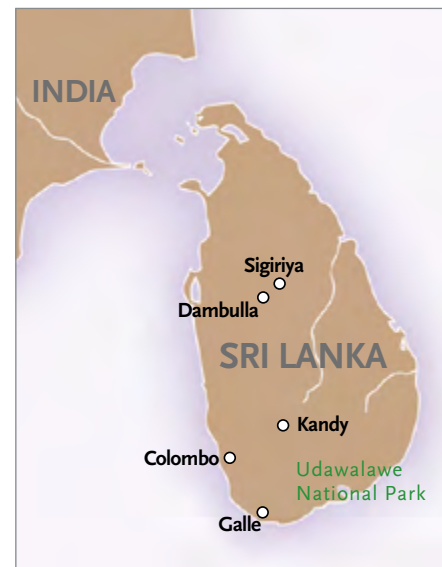 INDIA
Sigiriya
Dambulla
SRI LANKA
Kandy
Colombo
Udawalawe
National Park
Galle